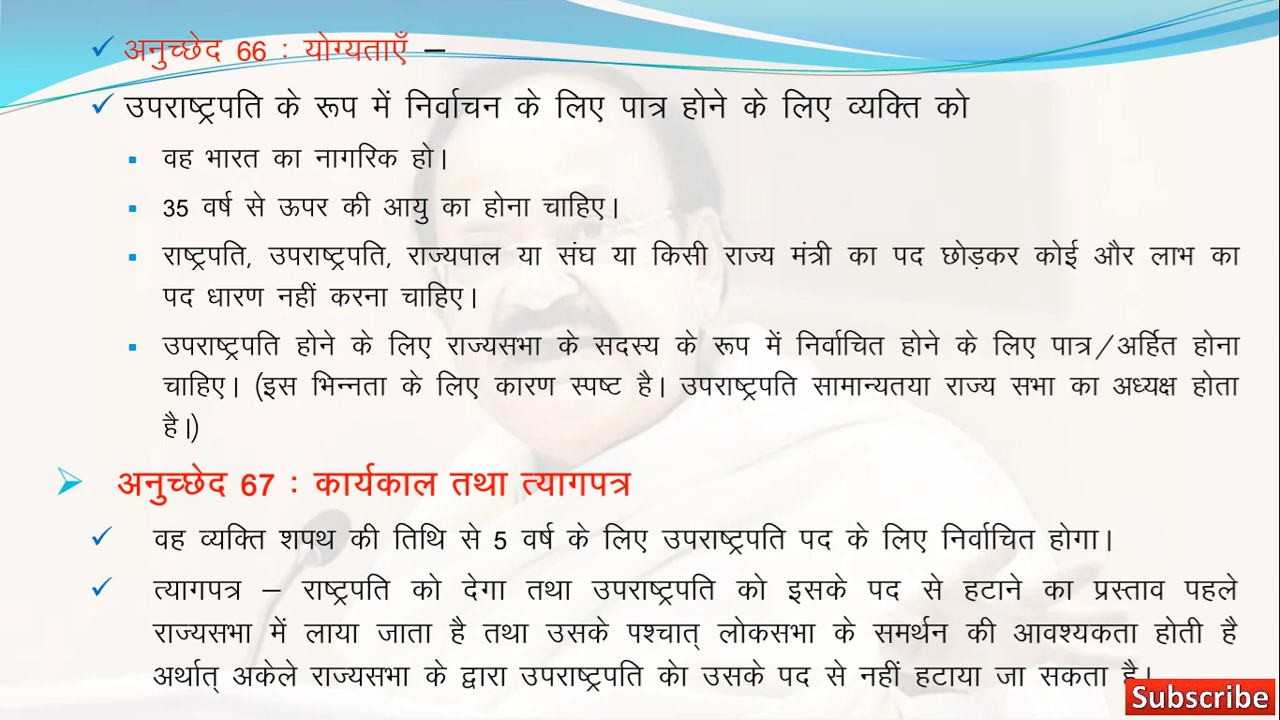 अनुच्छेद 66 : योग्यताएँ –
उपराष्ट्रपति के रूप में निर्वाचन के लिए पात्र होने के लिए व्यक्ति को
वह भारत का नागरिक हो।
35 वर्ष से ऊपर की आयु का होना चाहिए।
राष्ट्रपति, उपराष्ट्रपति, राज्यपाल या संघ या किसी राज्य मंत्री का पद छोड़कर कोई और लाभ का
पद धारण नहीं करना चाहिए।
उपराष्ट्रपति होने के लिए राज्यसभा के सदस्य के रूप में निर्वाचित होने के लिए पात्र/अर्हित होना
चाहिए। (इस भिन्नता के लिए कारण स्पष्ट है। उपराष्ट्रपति सामान्यतया राज्य सभा का अध्यक्ष होता
है।)
अनुच्छेद 67 : कार्यकाल तथा त्यागपत्र
वह व्यक्ति शपथ की तिथि से 5 वर्ष के लिए उपराष्ट्रपति पद के लिए निर्वाचित होगा।
त्यागपत्र – राष्ट्रपति को देगा तथा उपराष्ट्रपति को इसके पद से हटाने का प्रस्ताव पहले
राज्यसभा में लाया जाता है तथा उसके पश्चात् लोकसभा के समर्थन की आवश्यकता होती है
अर्थात् अकेले राज्यसभा के द्वारा उपराष्ट्रपति केा उसके पद से नहीं हटाया जा सकता है।
Subscribe